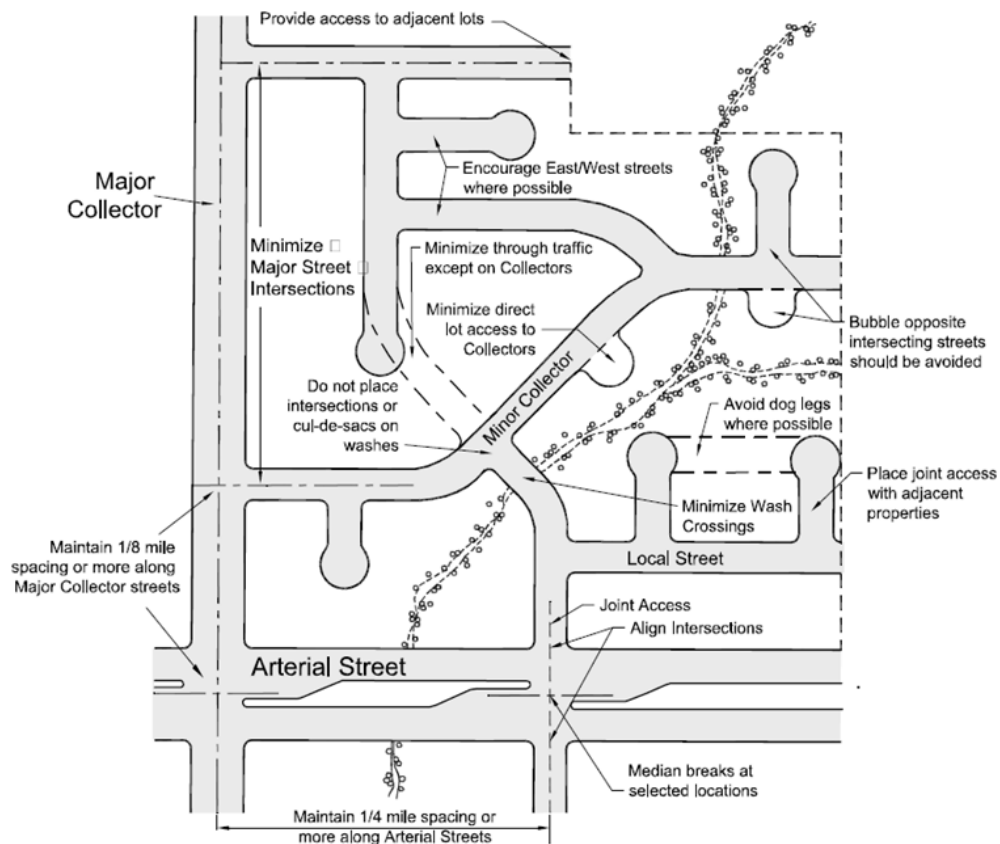 Provide access to adjacent lots
Major
Collector
Encourage East/West streets
where possible
Minimize □
Major Street □
Intersections
Minimize through traffic
except on Collectors
Minimize direct
lot access to
Collectors
Bubble opposite
intersecting streets
should be avoided
Do not place
intersections or
cul-de-sacs on
washes
Minor Collector
Avoid dog legs
where possible
Place joint access
with adjacent
properties
Minimize Wash
Crossings
Maintain 1/8 mile
spacing or more along
Major Collector streets
Local Street
Joint Access
Align Intersections
Arterial Street
Median breaks at
selected locations
Maintain 1/4 mile spacing or
more along Arterial Streets